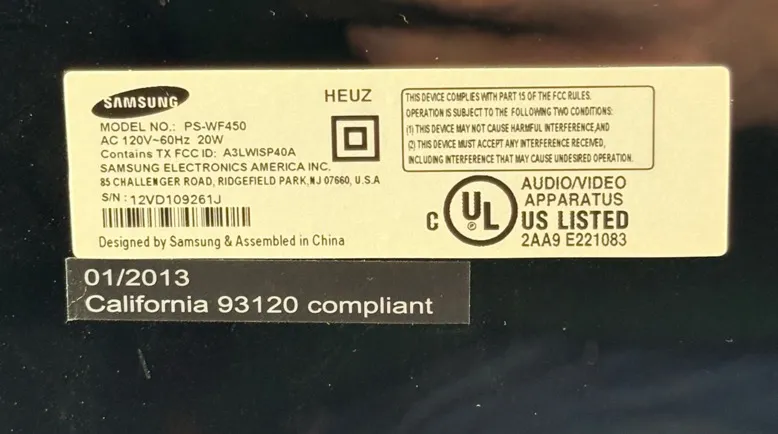 SAMSUNG
HEUZ
MODEL NO.: PS-WF450
AC 120V~60Hz 20W
Contains TX FCC ID: A3LWISP40A
SAMSUNG ELECTRONICS AMERICA INC.
85 CHALLENGER ROAD, RIDGEFIELD PARK,NJ 07660, U.S.A
S/N : 12VD109261J
Designed by Samsung & Assembled in China
THIS DEVICE COMPLIES WITH PART 15 OF THE FCC RULES.
OPERATION IS SUBJECT TO THE FOLLOWING TWO CONDITIONS:
(1) THIS DEVICE MAY NOT CAUSE HARMFUL INTERFERENCE,AND
(2) THIS DEVICE MUST ACCEPT ANY INTERFERENCE RECEIVED,
INCLUDING INTERFERENCE THAT MAY CAUSE UNDESIRED OPERATION.
C UL ®
AUDIO/VIDEO
APPARATUS
US LISTED
2AA9 E221083
01/2013
California 93120 compliant